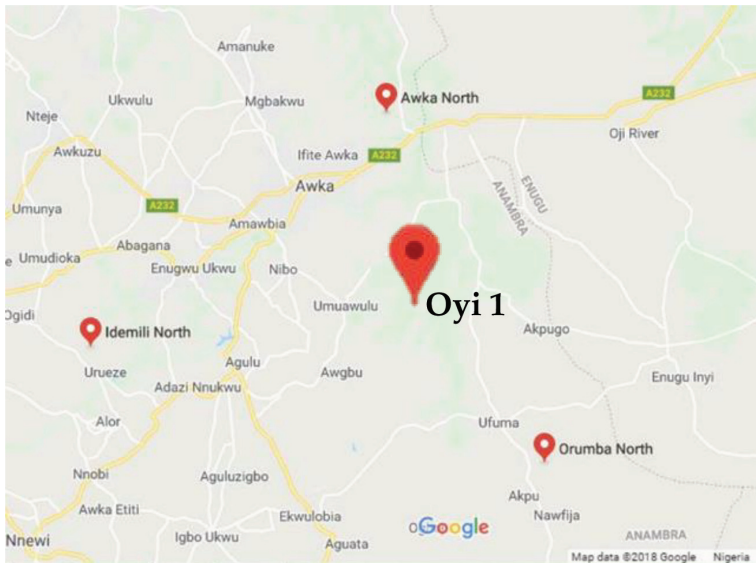 Amanuke
Ukwulu
Mgbakwu
Awka North
A232
Nteje
Oji River
Awkuzu
Ifite Awka
A232
Awka
ENUGU
ANAMBRA
Umunya
A232
Amawbia
Abagana
e Umudioka
Enugwu Ukwu
Nibo
Umuawulu
Oyi 1
Ogidi
Idemili North
Akpugo
Urueze
Agulu
Awgbu
Enugu Inyi
Adazi Nnukwu
Alor
Ufuma
Orumba North
Nnobi
Aguluzigbo
Akpu
Awka Etiti
Ekwulobia
Google
Nawfija
Nnewi
Igbo Ukwu
Aguata
ANAMBRA
Map data ©2018 Google Nigeria